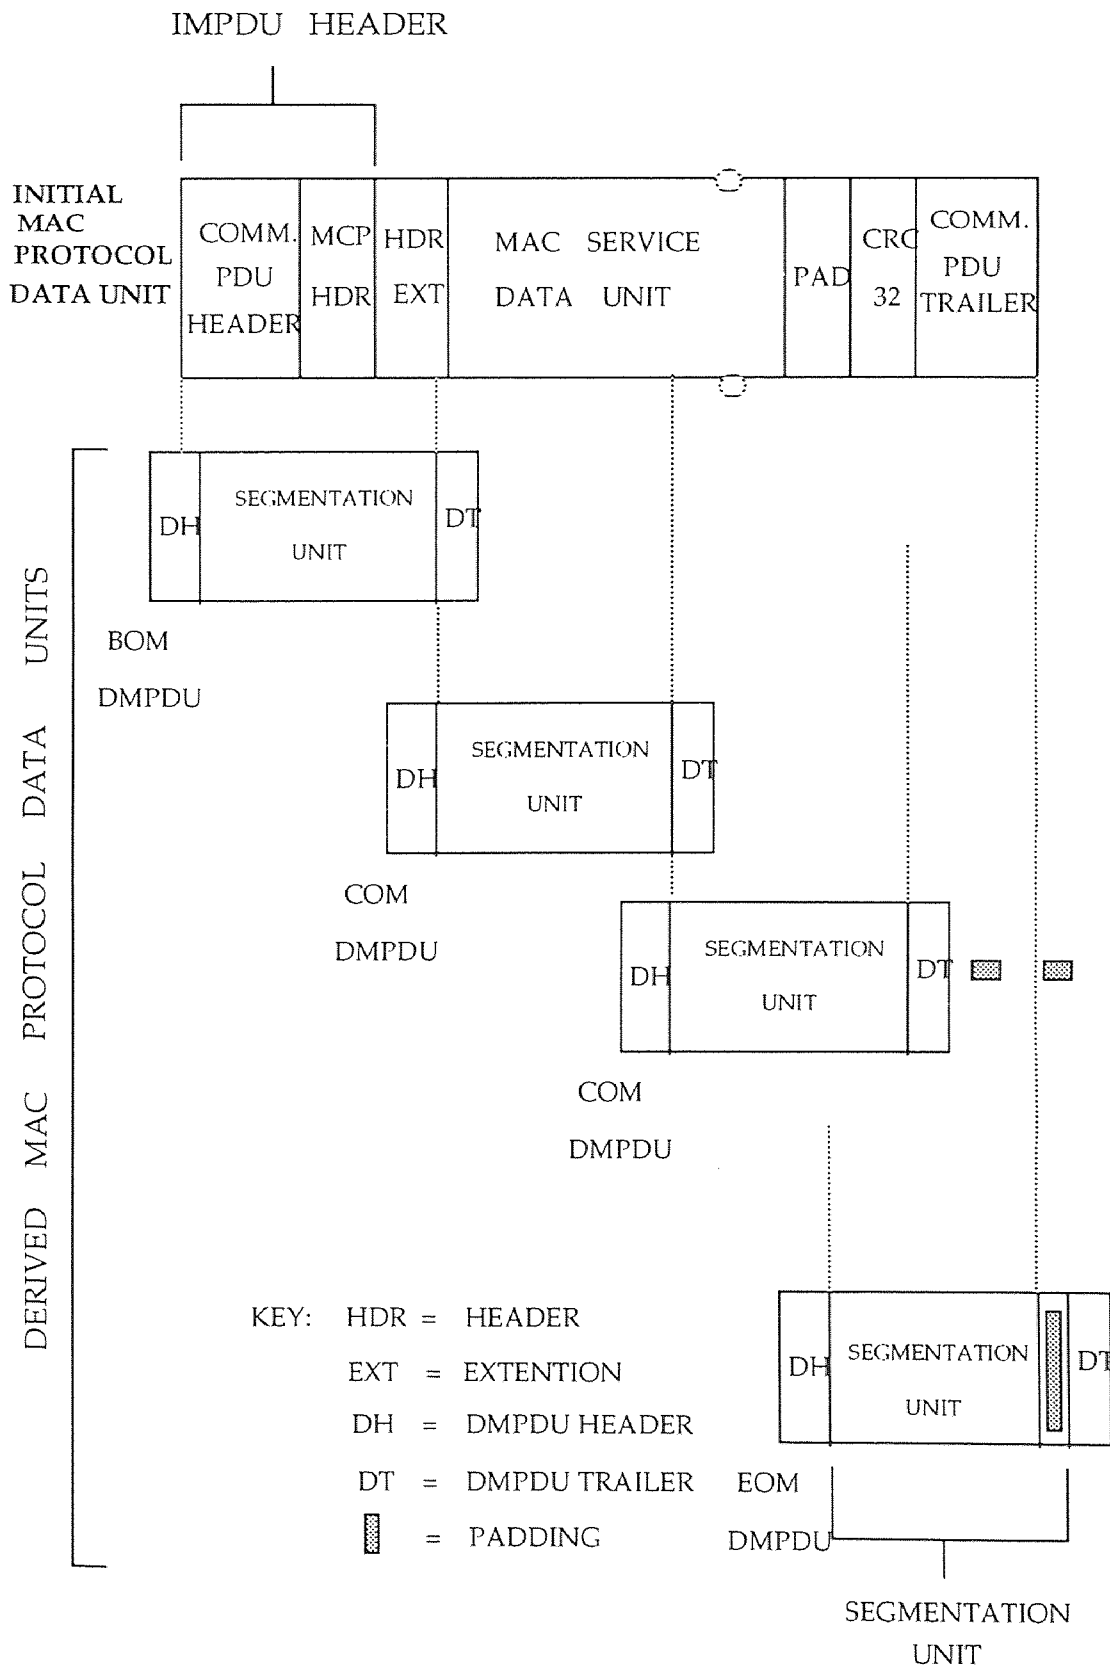 IMPDU HEADER
INITIAL
MAC
PROTOCOL
DATA UNIT
COMM.
PDU
HEADER
MCP
HDR
HDR
EXT
MAC SERVICE
DATA UNIT
PAD
CRC
32
COMM.
PDU
TRAILER
DERIVED MAC PROTOCOL DATA UNITS
DH
SEGMENTATION
UNIT
DT
BOM
DMPDU
DH
SEGMENTATION
UNIT
DT
COM
DMPDU
DH
SEGMENTATION
UNIT
DT
COM
DMPDU
DH
SEGMENTATION
UNIT
DT
EOM
DMPDU
SEGMENTATION
UNIT
KEY: HDR = HEADER
EXT = EXTENTION
DH = DMPDU HEADER
DT = DMPDU TRAILER
= PADDING